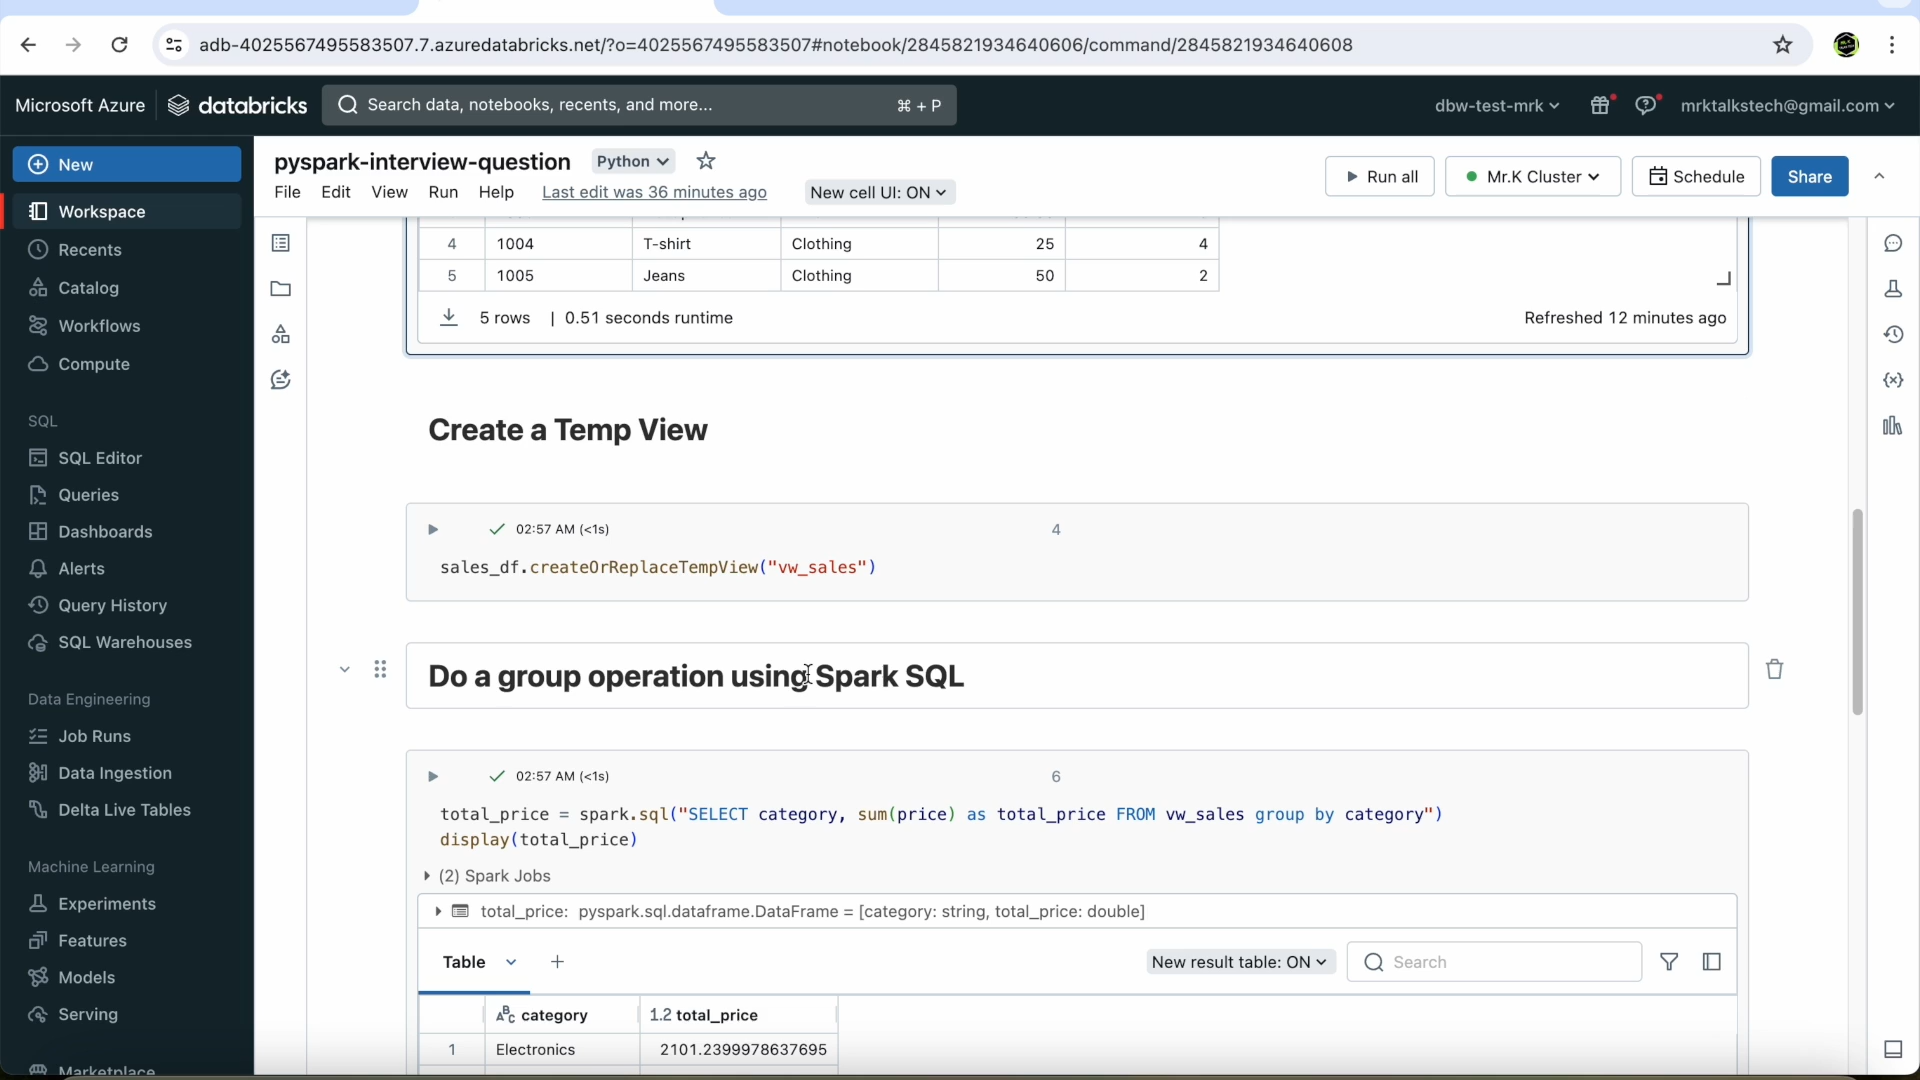 adb-4025567495583507.7.azuredatabricks.net/?o=4025567495583507#notebook/2845821934640606/command/2845821934640608
Microsoft Azure databricks Search data, notebooks, recents, and more... ⌘ + P dbw-test-mrk mrktalkstech@gmail.com
New
Workspace
Recents
Catalog
Workflows
Compute
SQL
SQL Editor
Queries
Dashboards
Alerts
Query History
SQL Warehouses
Data Engineering
Job Runs
Data Ingestion
Delta Live Tables
Machine Learning
Experiments
Features
Models
Serving
Marketplace
pyspark-interview-question Python
File Edit View Run Help Last edit was 36 minutes ago New cell UI: ON
Run all Mr.K Cluster Schedule Share
4 1004 T-shirt Clothing 25 4
5 1005 Jeans Clothing 50 2
5 rows | 0.51 seconds runtime Refreshed 12 minutes ago
Create a Temp View
02:57 AM (<1s) 4
sales_df.createOrReplaceTempView("vw_sales")
Do a group operation using Spark SQL
02:57 AM (<1s) 6
total_price = spark.sql("SELECT category, sum(price) as total_price FROM vw_sales group by category")
display(total_price)
(2) Spark Jobs
total_price: pyspark.sql.dataframe.DataFrame = [category: string, total_price: double]
Table + New result table: ON Search
ABC category 1.2 total_price
1 Electronics 2101.2399978637695